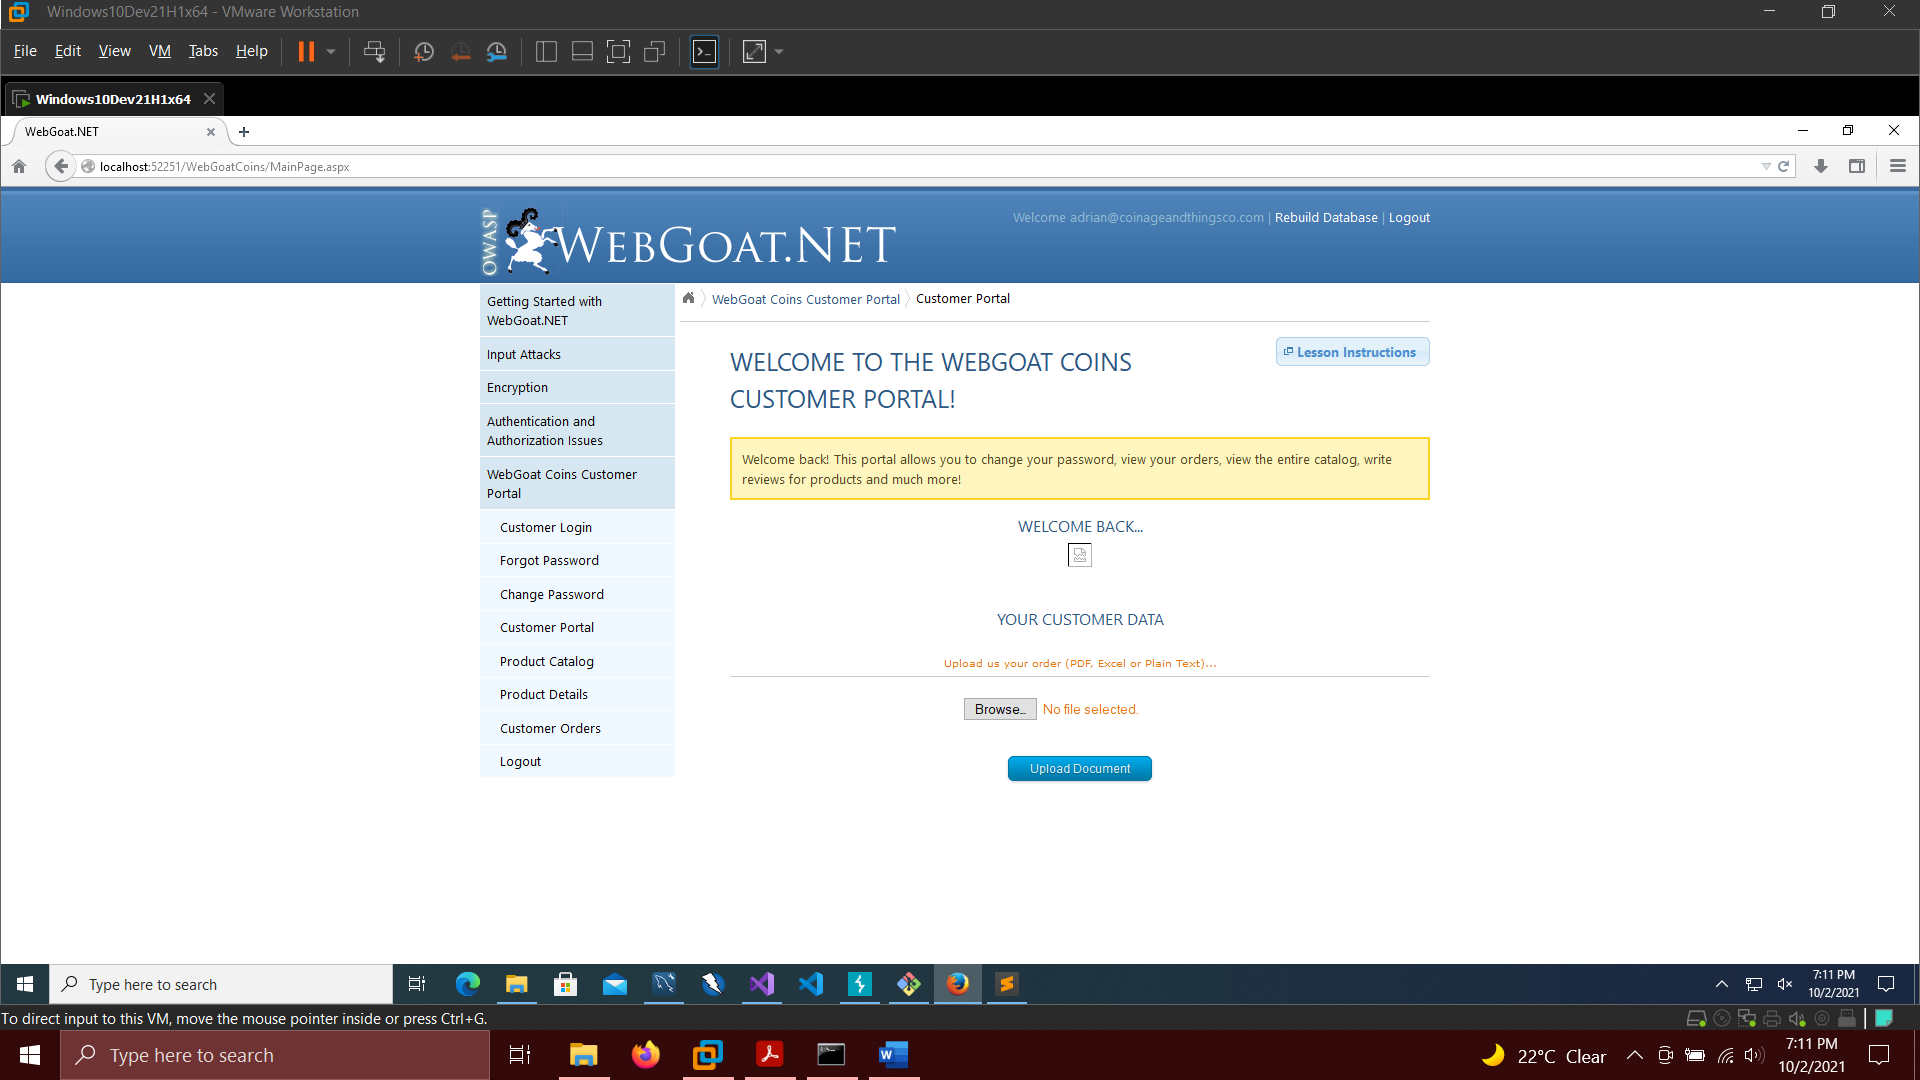 Windows10Dev21H1x64 - VMware Workstation
File Edit View VM Tabs Help
Windows10Dev21H1x64
WebGoat.NET
localhost:52251/WebGoatCoins/MainPage.aspx
OWASP
WEBGOAT.NET
Welcome adrian@coinageandthingsco.com | Rebuild Database | Logout
Getting Started with
WebGoat.NET
Input Attacks
Encryption
Authentication and
Authorization Issues
WebGoat Coins Customer
Portal
Customer Login
Forgot Password
Change Password
Customer Portal
Product Catalog
Product Details
Customer Orders
Logout
WebGoat Coins Customer Portal Customer Portal
Lesson Instructions
WELCOME TO THE WEBGOAT COINS
CUSTOMER PORTAL!
Welcome back! This portal allows you to change your password, view your orders, view the entire catalog, write
reviews for products and much more!
WELCOME BACK...
YOUR CUSTOMER DATA
Upload us your order (PDF, Excel or Plain Text)...
Browse... No file selected.
Upload Document
Type here to search
7:11 PM
10/2/2021
To direct input to this VM, move the mouse pointer inside or press Ctrl+G.
Type here to search
22°C Clear
7:11 PM
10/2/2021